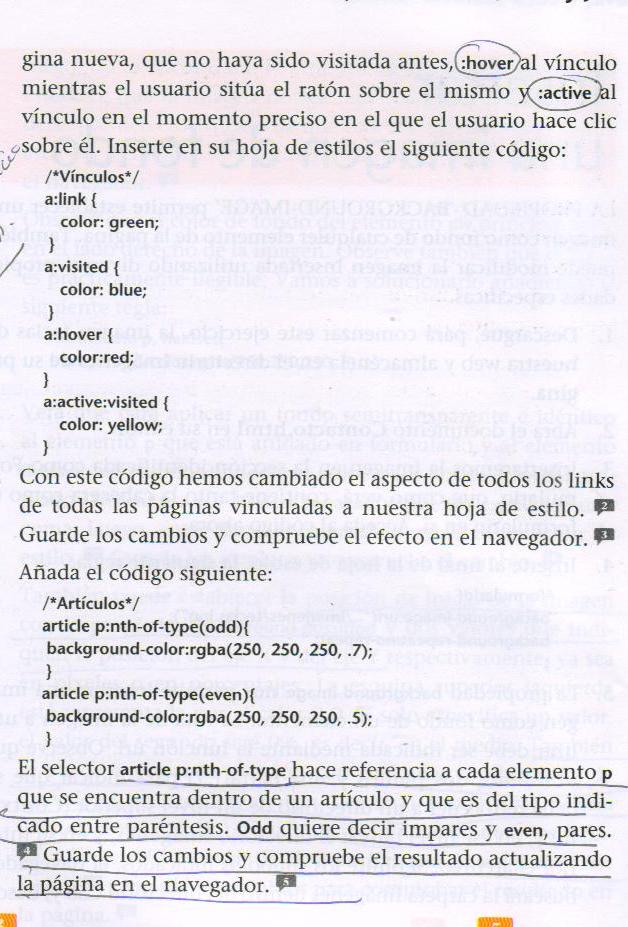 gina nueva, que no haya sido visitada antes, :hover al vínculo
mientras el usuario sitúa el ratón sobre el mismo y :active al
vínculo en el momento preciso en el que el usuario hace clic
sobre él. Inserte en su hoja de estilos el siguiente código:
/*Vínculos*/
a:link {
color: green;
}
a:visited {
color: blue;
}
a:hover {
color:red;
}
a:active:visited {
color: yellow;
}
Con este código hemos cambiado el aspecto de todos los links
de todas las páginas vinculadas a nuestra hoja de estilo. 2
Guarde los cambios y compruebe el efecto en el navegador. 3
Añada el código siguiente:
/*Artículos*/
article p:nth-of-type(odd){
background-color:rgba(250, 250, 250, .7);
}
article p:nth-of-type(even){
background-color:rgba(250, 250, 250, .5);
}
El selector article p:nth-of-type hace referencia a cada elemento p
que se encuentra dentro de un artículo y que es del tipo indi-
cado entre paréntesis. Odd quiere decir impares y even, pares.
4 Guarde los cambios y compruebe el resultado actualizando
la página en el navegador. 5